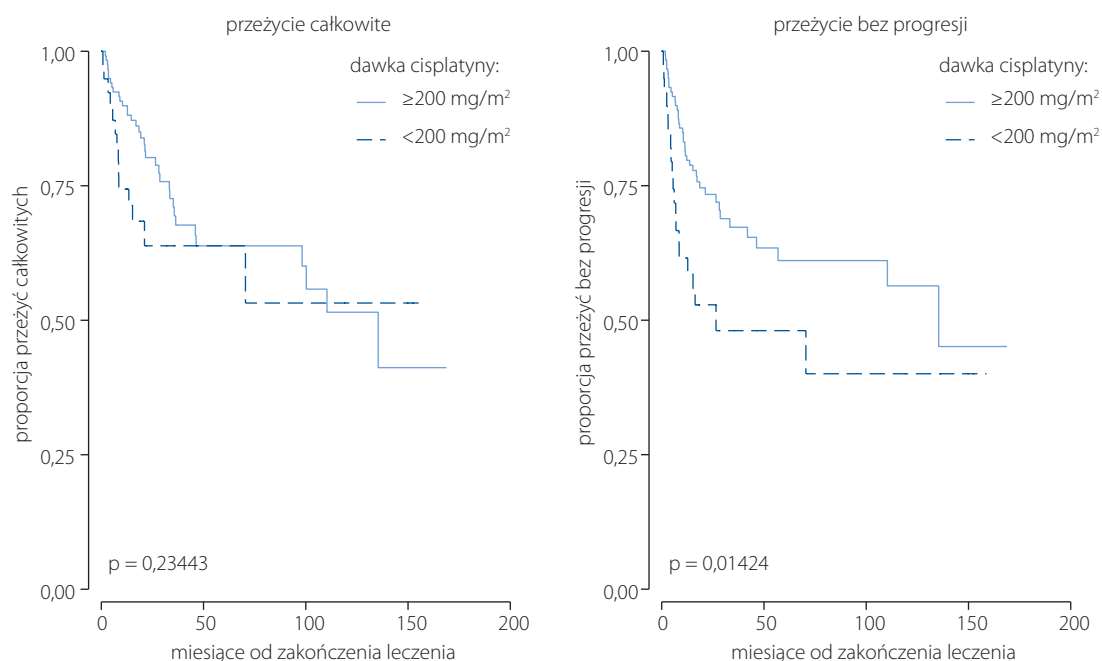 przeżycie całkowite
1,00
0,75
0,50
0,25
0,00
proporcja przeżyć całkowitych
dawka cisplatyny:
≥200 mg/m²
<200 mg/m²
p = 0,23443
0 50 100 150 200
miesiące od zakończenia leczenia
przeżycie bez progresji
1,00
0,75
0,50
0,25
0,00
proporcja przeżyć bez progresji
dawka cisplatyny:
≥200 mg/m²
<200 mg/m²
p = 0,01424
0 50 100 150 200
miesiące od zakończenia leczenia